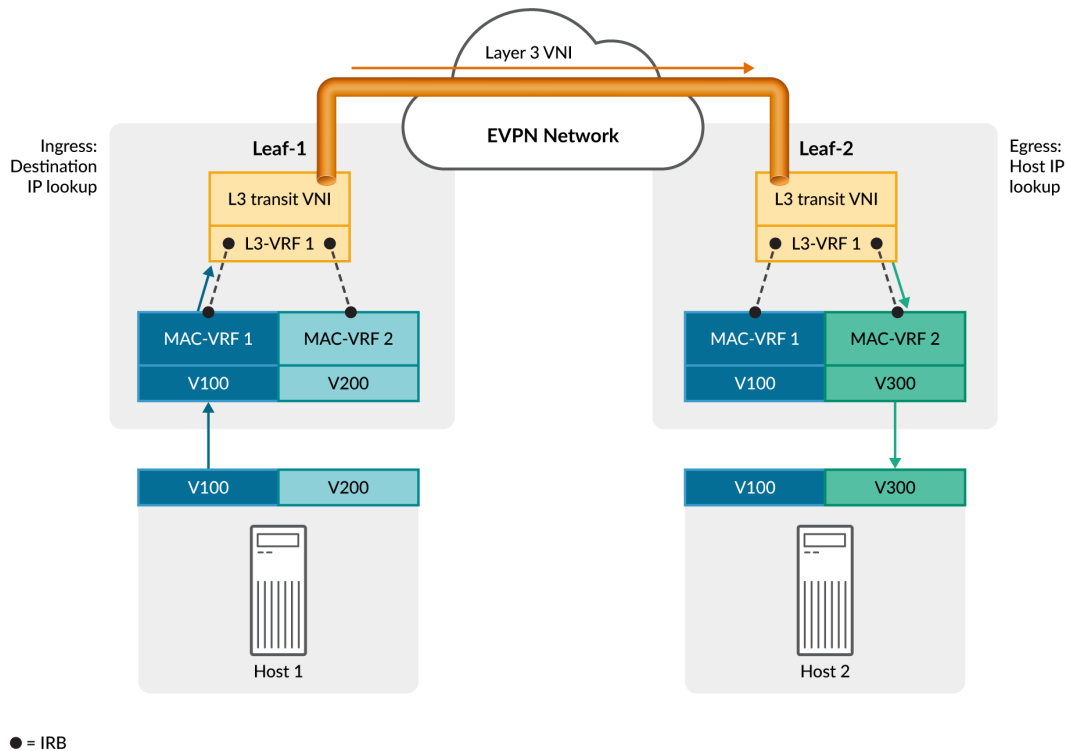 Layer 3 VNI
EVPN Network
Ingress:
Destination
IP lookup
Leaf-1
L3 transit VNI
L3-VRF 1
MAC-VRF 1
MAC-VRF 2
V100
V200
V100
V200
Host 1
Leaf-2
Egress:
Host IP
lookup
L3 transit VNI
L3-VRF 1
MAC-VRF 1
MAC-VRF 2
V100
V300
V100
V300
Host 2
= IRB